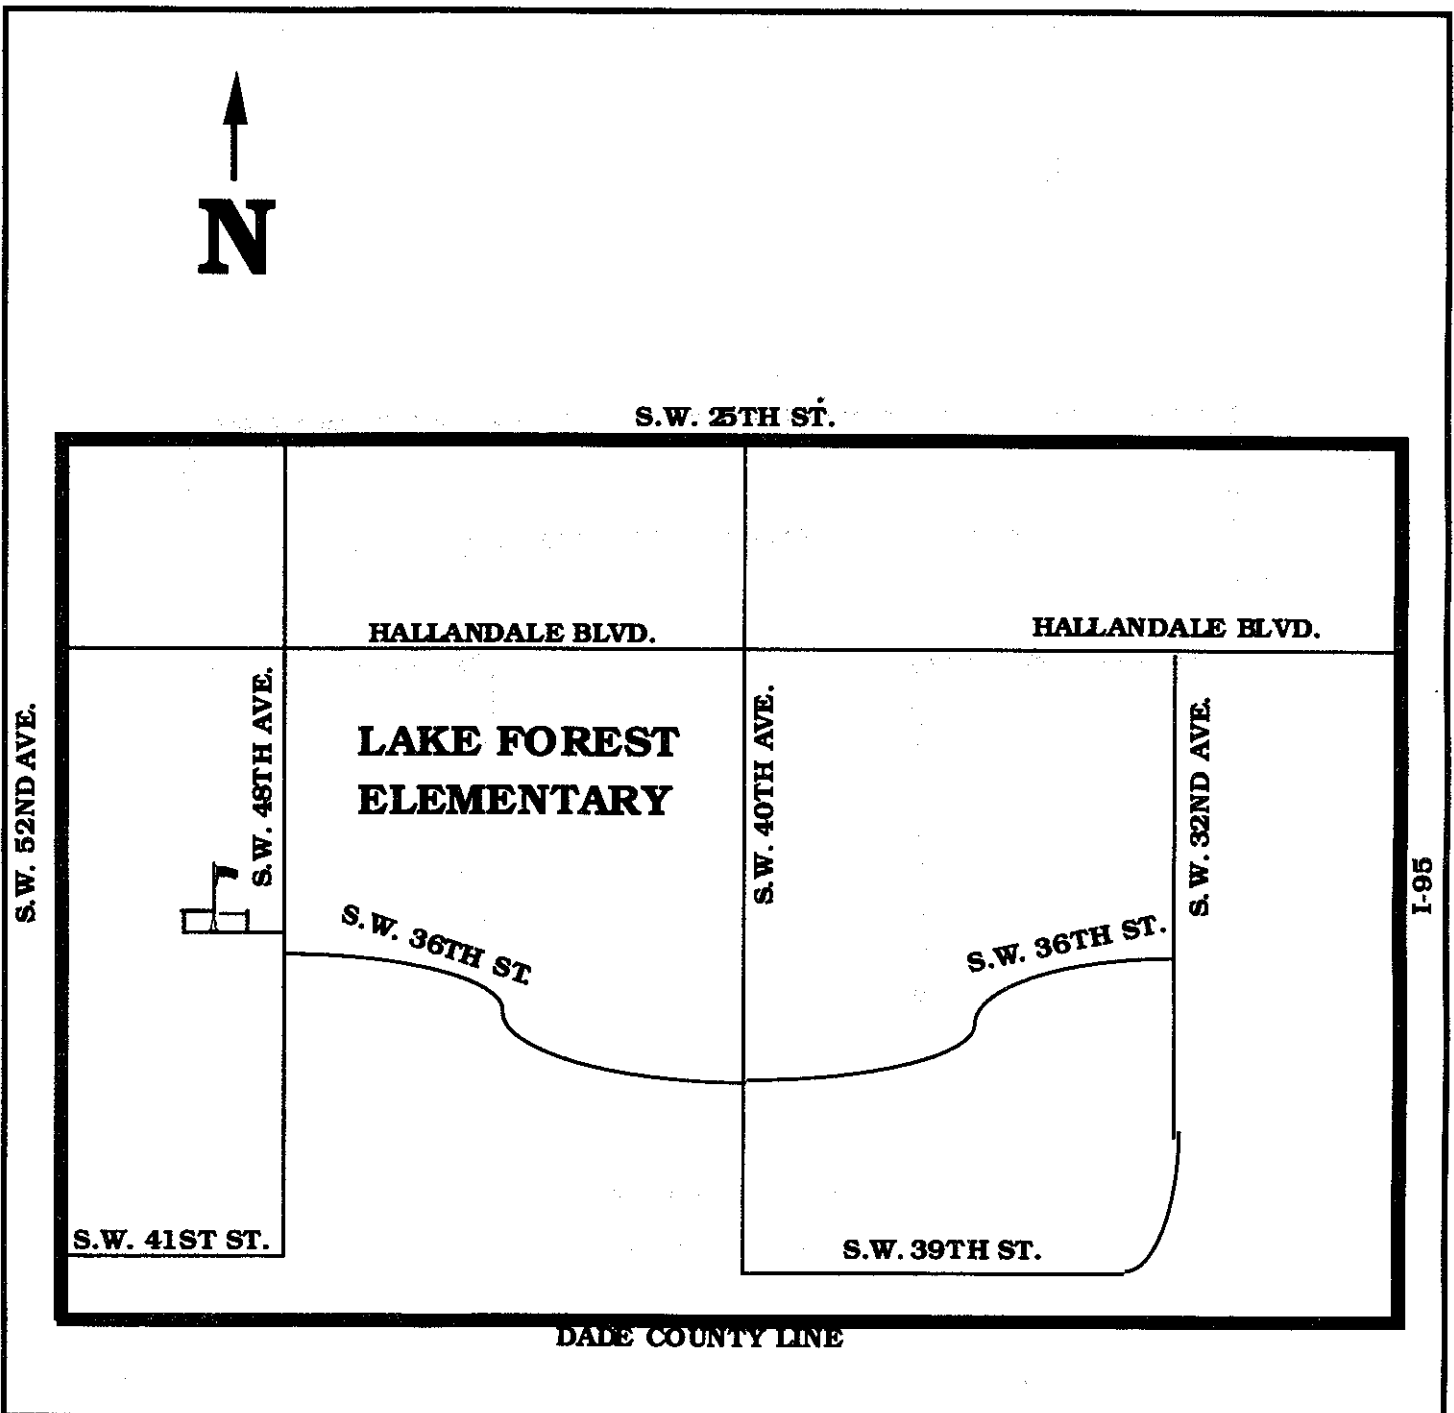 N
S.W. 25TH ST.
HALLANDALE BLVD.
HALLANDALE BLVD.
S.W. 52ND AVE.
S.W. 48TH AVE.
LAKE FOREST
ELEMENTARY
S.W. 40TH AVE.
S.W. 32ND AVE.
I-95
S.W. 36TH ST.
S.W. 36TH ST.
S.W. 41ST ST.
S.W. 39TH ST.
DADE COUNTY LINE